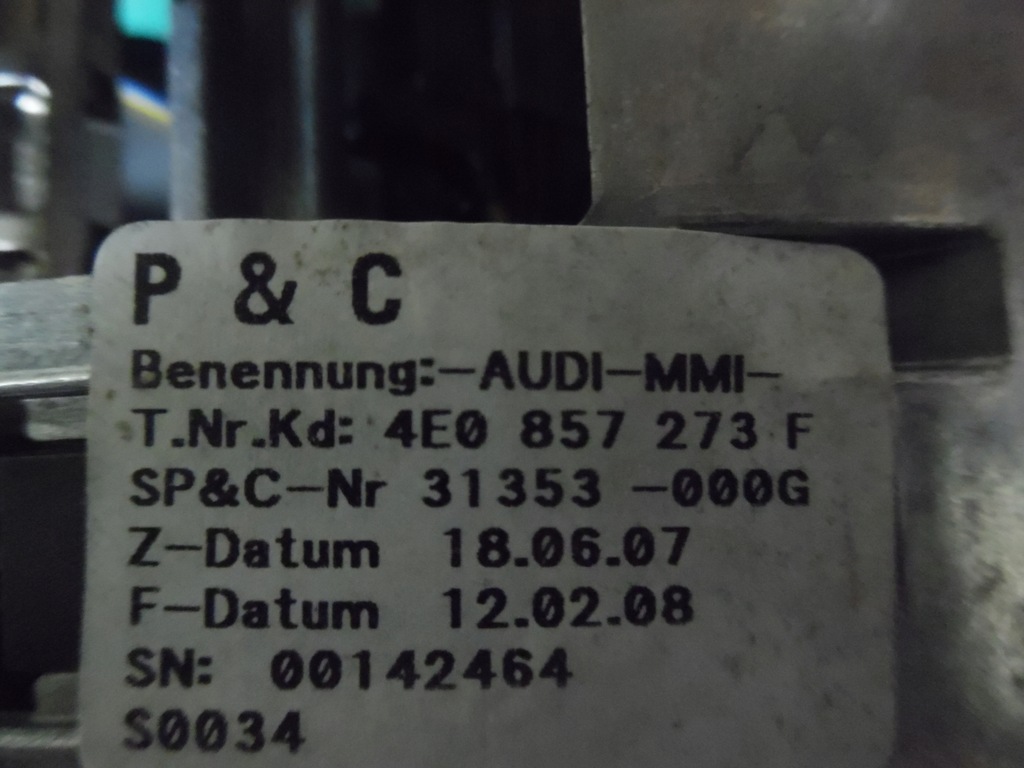 P & C
Benennung:-AUDI-MMI-
T.Nr.Kd: 4E0 857 273 F
SP&C-Nr 31353 -000G
Z-Datum 18.06.07
F-Datum 12.02.08
SN: 00142464
S0034